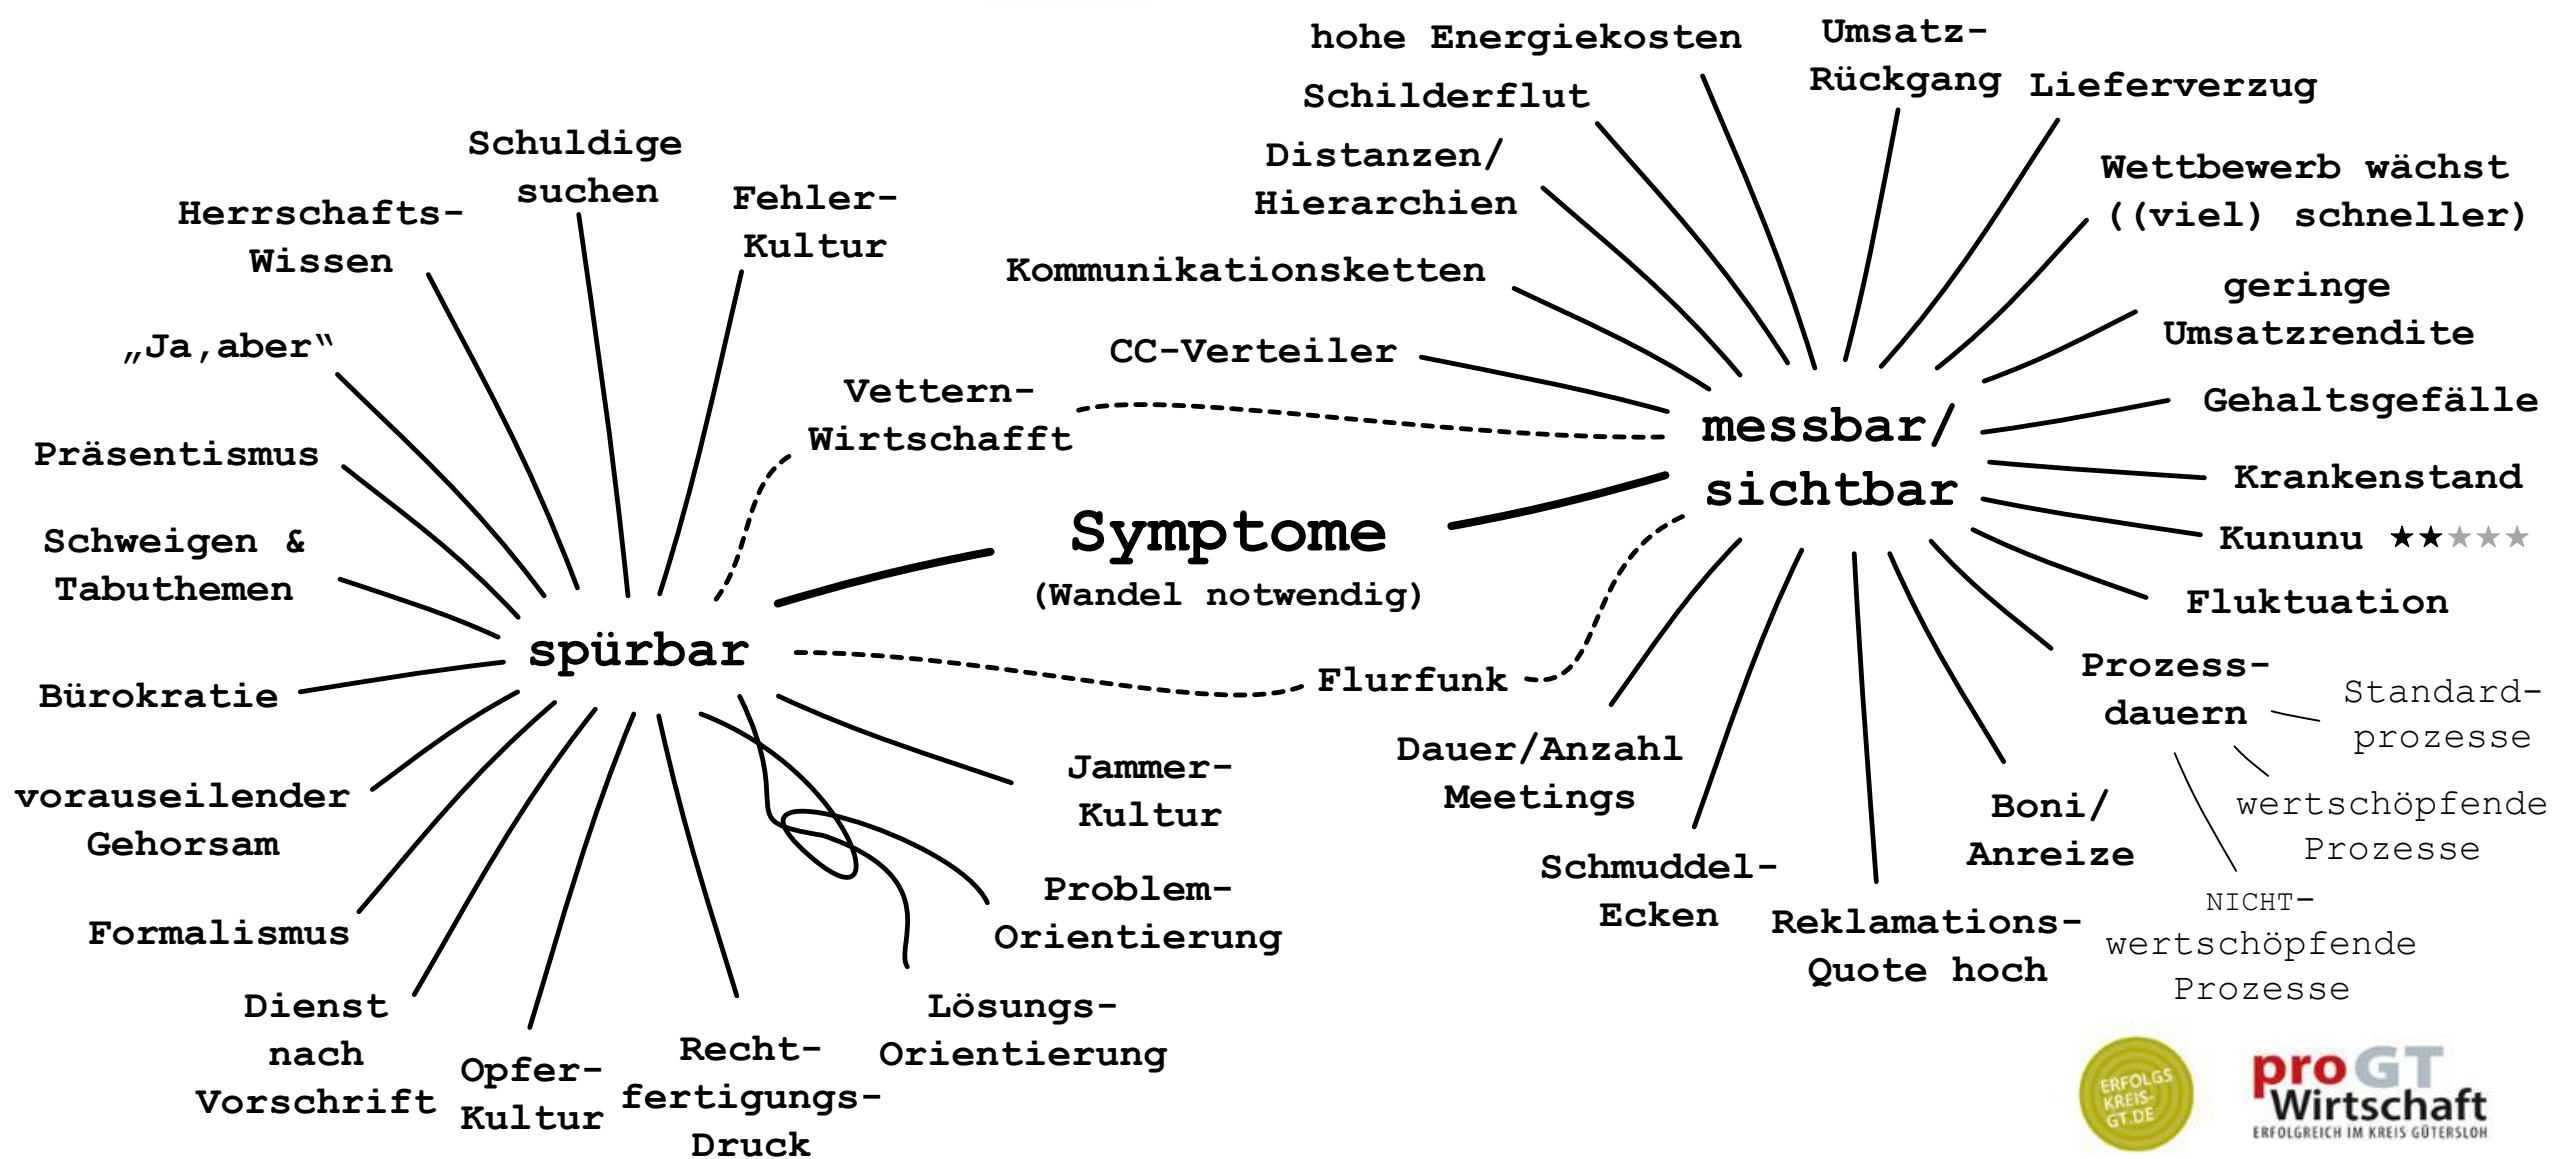 Symptome
(Wandel notwendig)
spürbar
Vettern-
Wirtschafft
Fehler-
Kultur
Schuldige
suchen
Herrschafts-
Wissen
„Ja,aber‟
Präsentismus
Schweigen &
Tabuthemen
Bürokratie
vorauseilender
Gehorsam
Formalismus
Dienst
nach
Vorschrift
Opfer-
Kultur
Recht-
fertigungs-
Druck
Lösungs-
Orientierung
Problem-
Orientierung
Jammer-
Kultur
Flurfunk
messbar/
sichtbar
CC-Verteiler
Kommunikationsketten
Distanzen/
Hierarchien
Schilderflut
hohe Energiekosten
Umsatz-
Rückgang
Lieferverzug
Wettbewerb wächst
((viel) schneller)
geringe
Umsatzrendite
Gehaltsgefälle
Krankenstand
Kununu ★★★★★
Fluktuation
Prozess-
dauern
Standard-
prozesse
wertschöpfende
Prozesse
NICHT-
wertschöpfende
Prozesse
Boni/
Anreize
Reklamations-
Quote hoch
Schmuddel-
Ecken
Dauer/Anzahl
Meetings
ERFOLGS
KREIS-
GT.DE
pro GT
Wirtschaft
ERFOLGREICH IM KREIS GÜTERSLOH